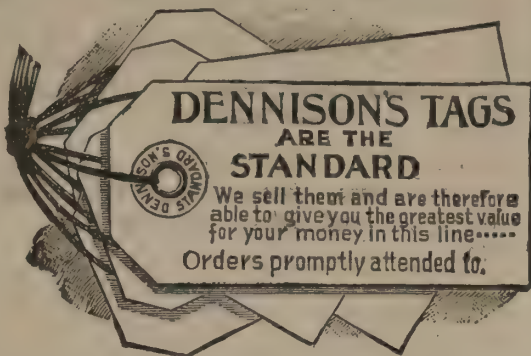 DENNISON'S TAGS
ARE THE
STANDARD
We sell them and are therefore
able to give you the greatest value
for your money in this line.....
Orders promptly attended to.
DENNISON'S STANDARD